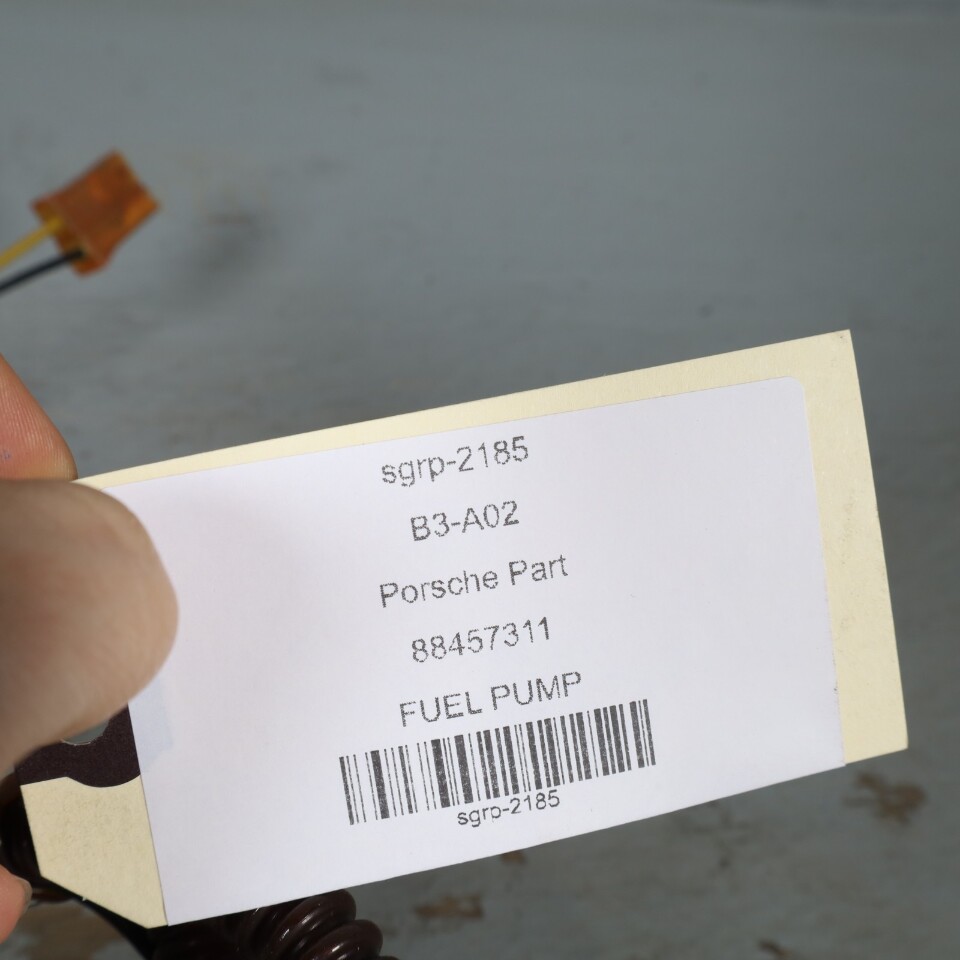 sgrp-2185
B3-A02
Porsche Part
88457311
FUEL PUMP
sgrp-2185